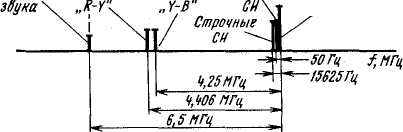 звука
„R-Y"
„Y-B"
СН
Строчные
СН
50 Гц
f, МГц
15625 Гц
4,25 МГц
4,406 МГц
6,5 МГц